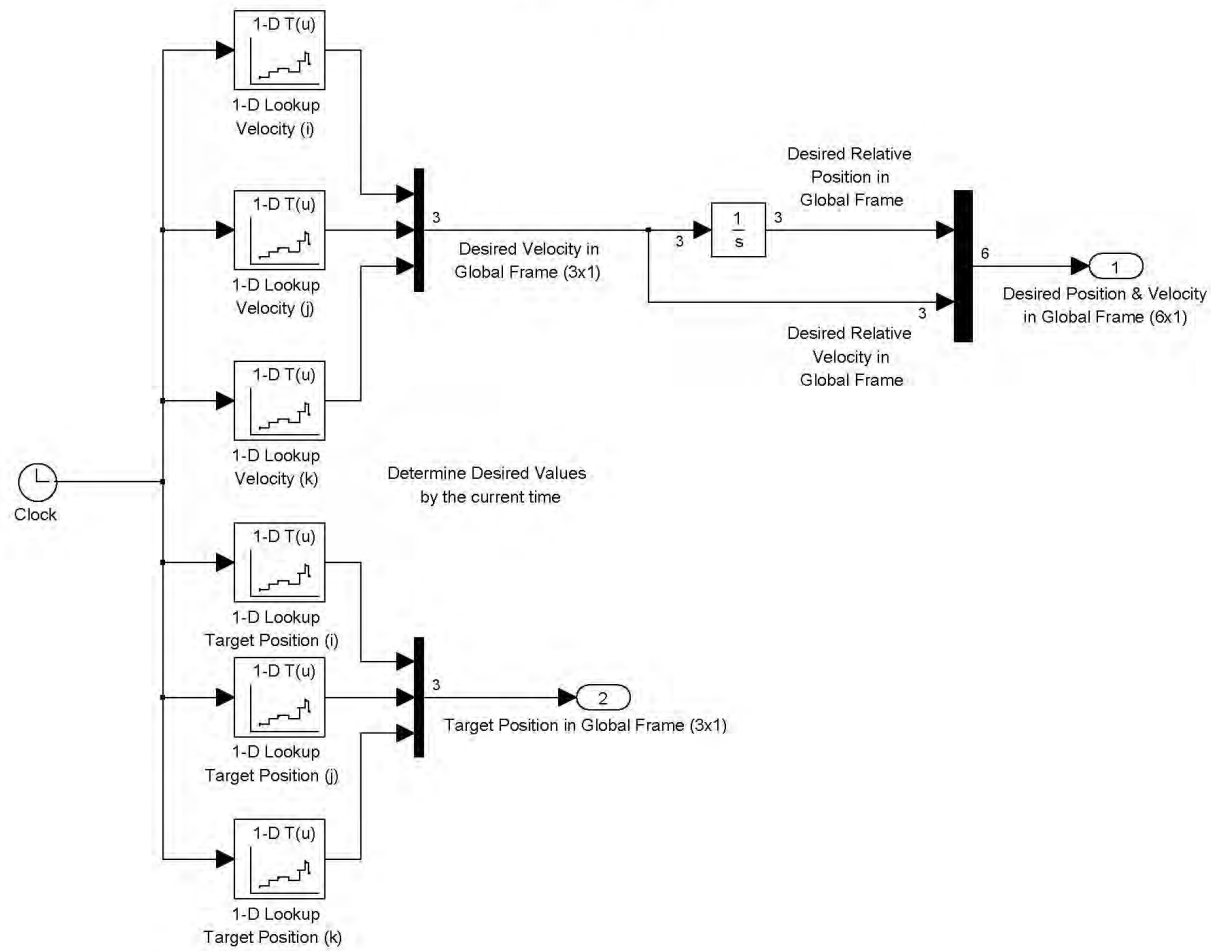 1-D T(u)
1-D Lookup
Velocity (i)
1-D T(u)
1-D Lookup
Velocity (j)
1-D T(u)
1-D Lookup
Velocity (k)
Clock
1-D T(u)
1-D Lookup
Target Position (i)
1-D T(u)
1-D Lookup
Target Position (j)
1-D T(u)
1-D Lookup
Target Position (k)
3
Desired Velocity in
Global Frame (3x1)
3
1
s
3
Desired Relative
Position in
Global Frame
3
Desired Relative
Velocity in
Global Frame
6
1
Desired Position & Velocity
in Global Frame (6x1)
Determine Desired Values
by the current time
3
2
Target Position in Global Frame (3x1)